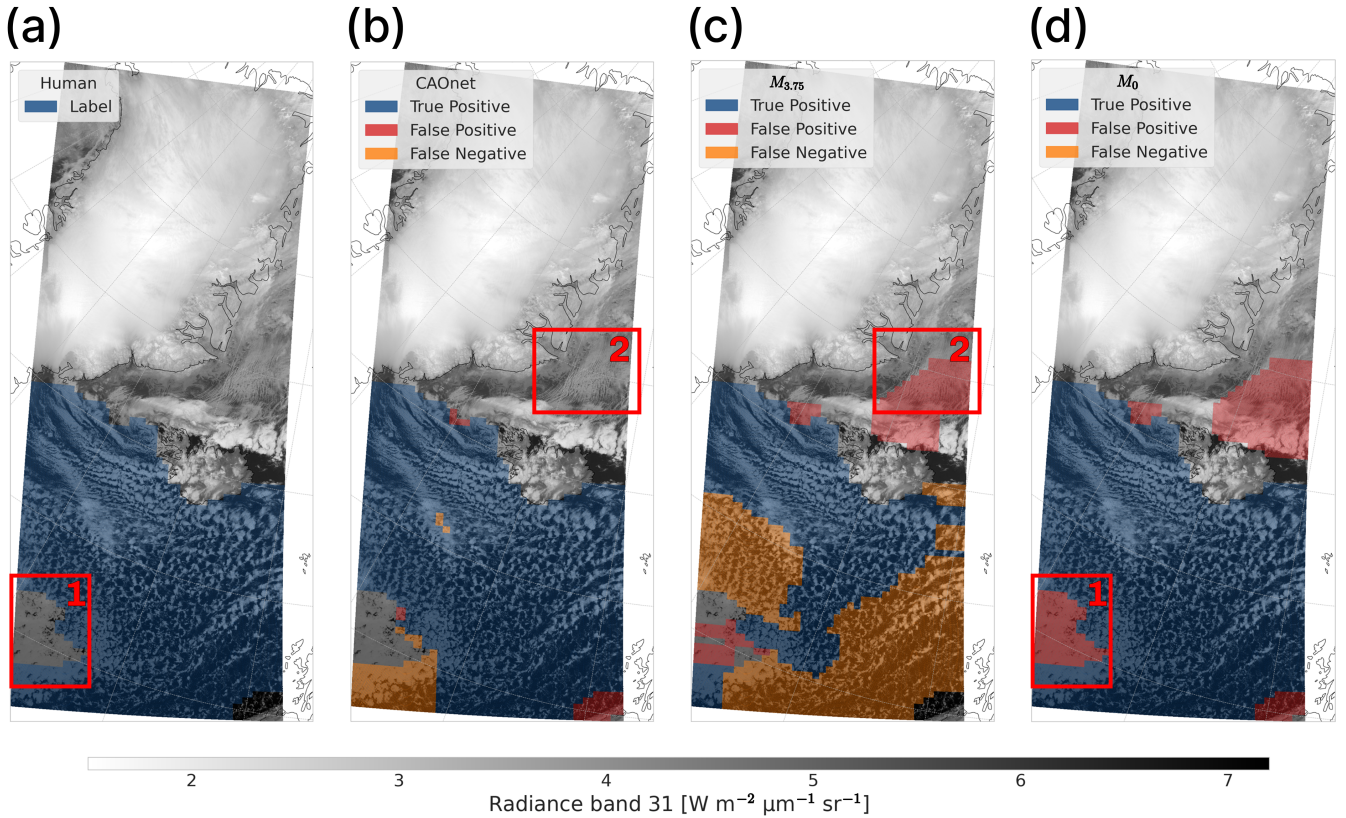 (a) (b) (c) (d)
Human
Label
CAOnet
True Positive
False Positive
False Negative
M3.75
True Positive
False Positive
False Negative
M0
True Positive
False Positive
False Negative
2
2
1
1
2 3 4 5 6 7
Radiance band 31 [W m−2 μm−1 sr−1]